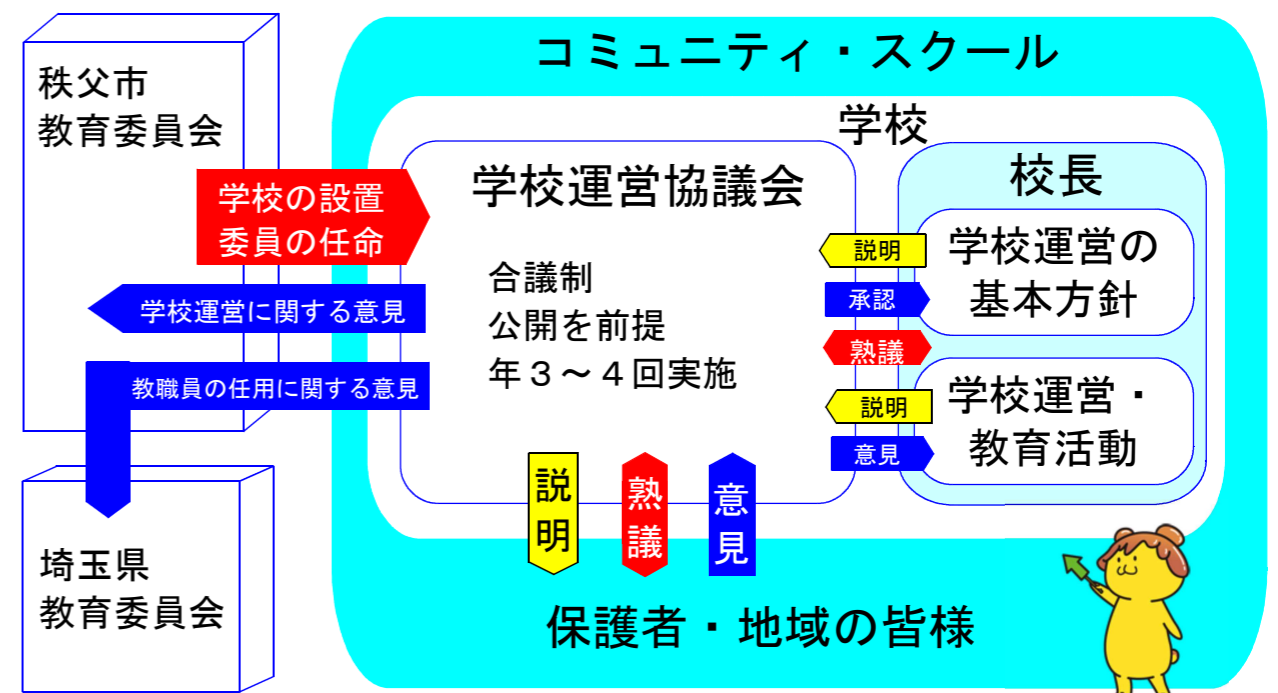 コミュニティ・スクール
秩父市
教育委員会
学校の設置
委員の任命
学校運営に関する意見
教職員の任用に関する意見
埼玉県
教育委員会
学校
学校運営協議会
合議制
公開を前提
年３～４回実施
校長
説明
承認
熟議
説明
意見
学校運営の
基本方針
学校運営・
教育活動
説明
熟議
意見
保護者・地域の皆様